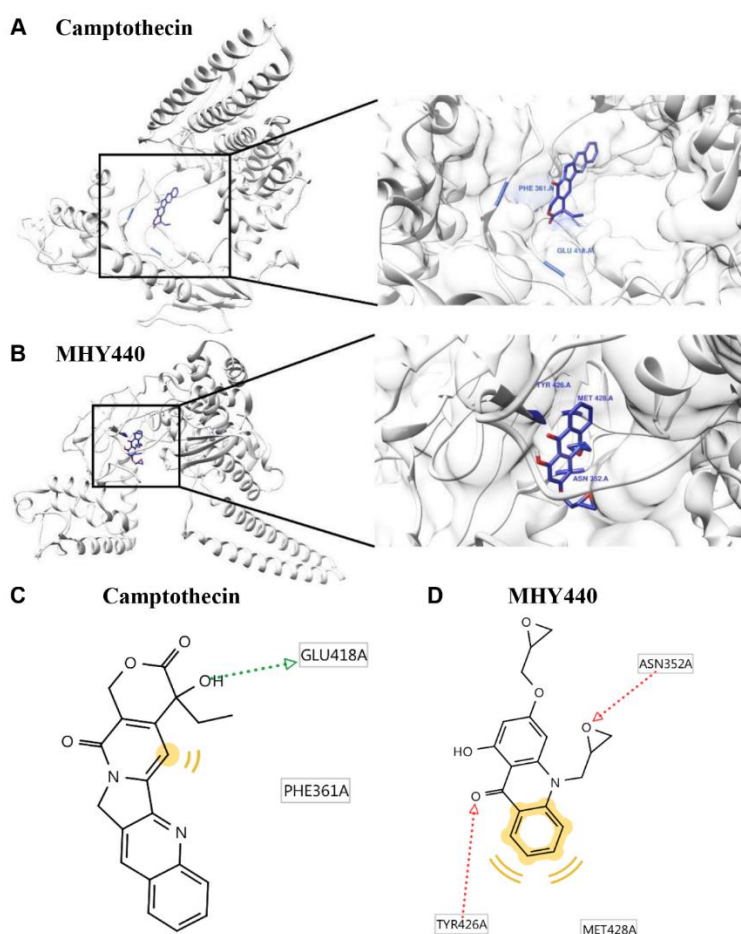 A Camptothecin
PHE 361.A
GLU 418.A
B MHY440
TYR 426.A
MET 428.A
ASN 352.A
C Camptothecin
O
O
O
OH
GLU418A
O
N
N
PHE361A
D MHY440
O
O
ASN352A
O
HO
N
O
TYR426A
MET428A